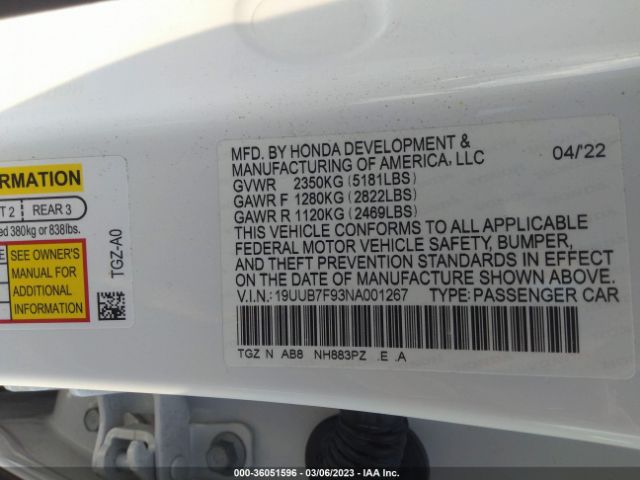 ORMATION
T 2 REAR 3
ed 380kg or 838lbs.
E SEE OWNER'S
MANUAL FOR
ADDITIONAL
INFORMATION
TGZ-A0
MFD. BY HONDA DEVELOPMENT &
MANUFACTURING OF AMERICA, LLC 04/'22
GVWR 2350KG (5181LBS)
GAWR F 1280KG (2822LBS)
GAWR R 1120KG (2469LBS)
THIS VEHICLE CONFORMS TO ALL APPLICABLE
FEDERAL MOTOR VEHICLE SAFETY, BUMPER,
AND THEFT PREVENTION STANDARDS IN EFFECT
ON THE DATE OF MANUFACTURE SHOWN ABOVE.
V.I.N.: 19UUB7F93NA001267 TYPE: PASSENGER CAR
TGZ N AB8 NH883PZ .E .A
000-36051596 - 03/06/2023 - IAA Inc.